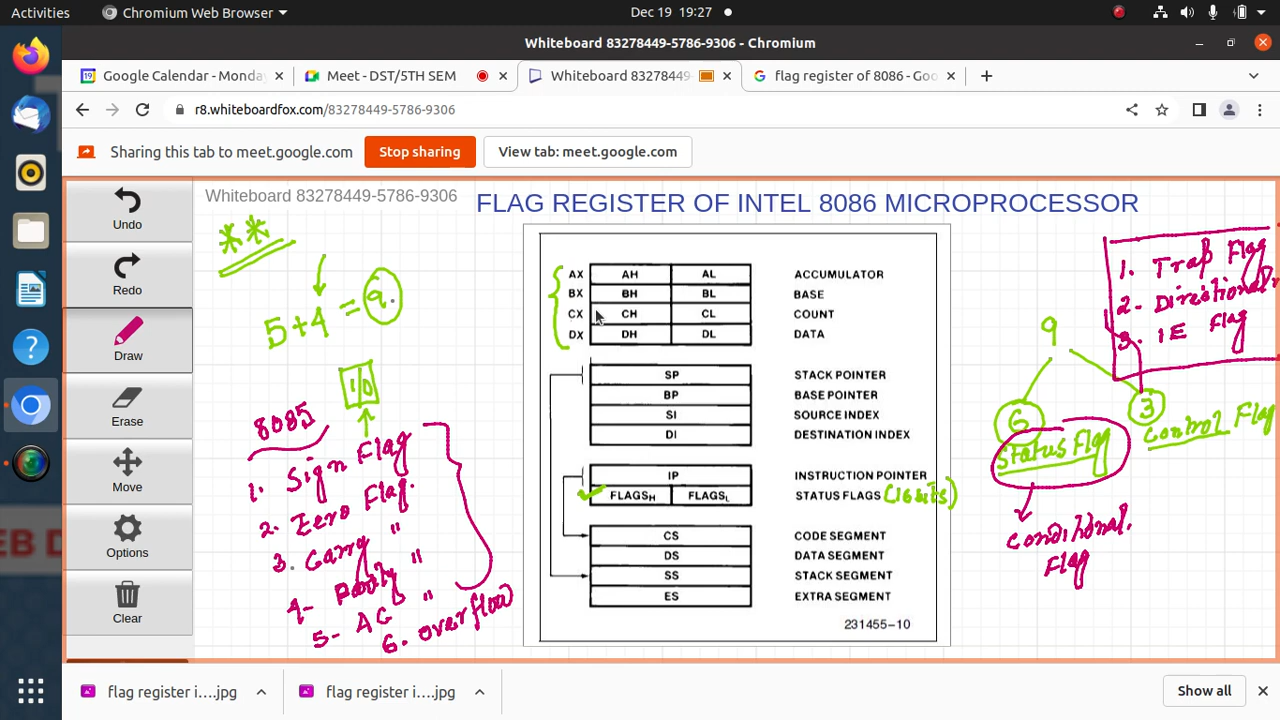 Activities
Chromium Web Browser
Dec 19 19:27
Whiteboard 83278449-5786-9306 - Chromium
Google Calendar - Monda
Meet - DST/5TH SEM
Whiteboard 83278449
flag register of 8086 - Goo
r8.whiteboardfox.com/83278449-5786-9306
Sharing this tab to meet.google.com
Stop sharing
View tab: meet.google.com
Whiteboard 83278449-5786-9306
FLAG REGISTER OF INTEL 8086 MICROPROCESSOR
Undo
Redo
Draw
Erase
Move
Options
Clear
**
5+4 = 9.
1/0
8085
1. Sign Flag
2. Zero Flag.
3. Carry "
4- Parity "
5- AC "
6. overflow
AX AH AL ACCUMULATOR
BX BH BL BASE
CX CH CL COUNT
DX DH DL DATA
SP STACK POINTER
BP BASE POINTER
SI SOURCE INDEX
DI DESTINATION INDEX
IP INSTRUCTION POINTER
FLAGSH FLAGSL STATUS FLAGS (16 bits)
CS CODE SEGMENT
DS DATA SEGMENT
SS STACK SEGMENT
ES EXTRA SEGMENT
231455-10
1. Trap Flag
2- Directional
3. IE Flag
9
6
3
Status Flag
Control Flag
Conditional
Flag
flag register i....jpg
flag register i....jpg
Show all